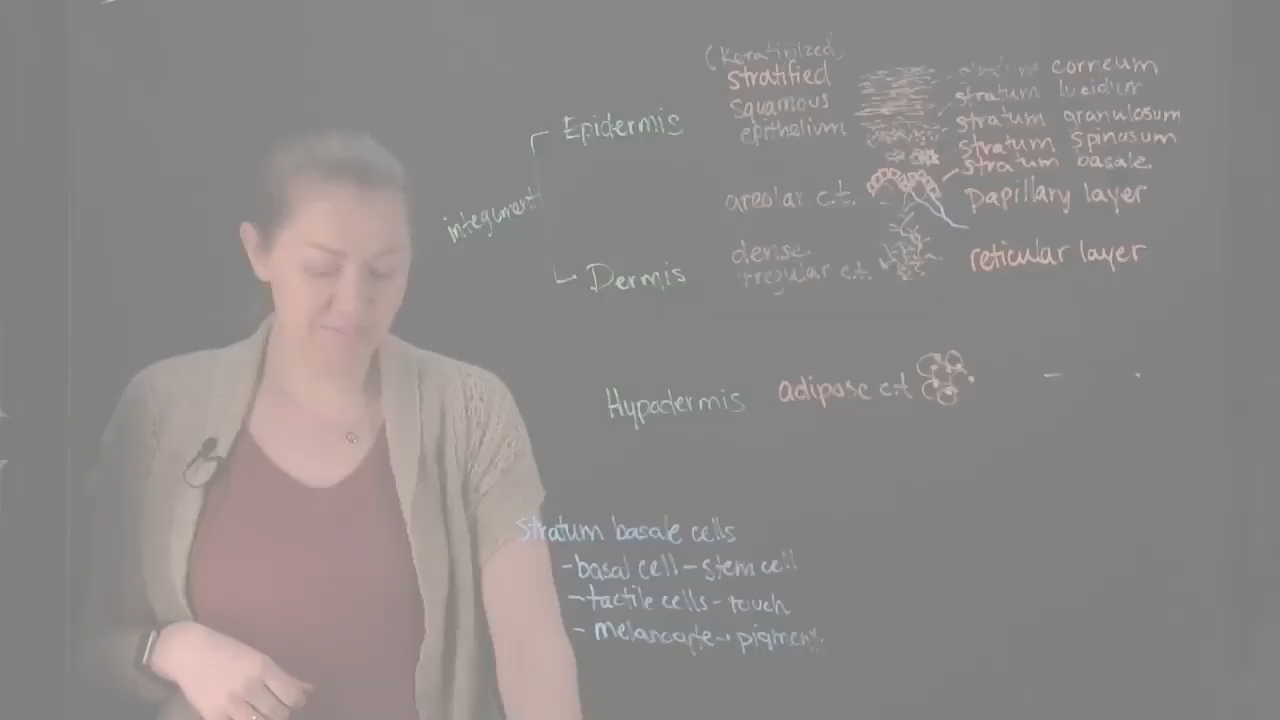 (keratinized)
stratified
squamous
epithelium
corneum
stratum lucidum
stratum granulosum
stratum spinosum
stratum basale
Epidermis
integument
areolar c.t.
papillary layer
Dermis
dense
irregular c.t.
reticular layer
Hypodermis adipose c.t
Stratum basale cells
-basal cell - stem cell
-tactile cells - touch
- melanocyte - pigment